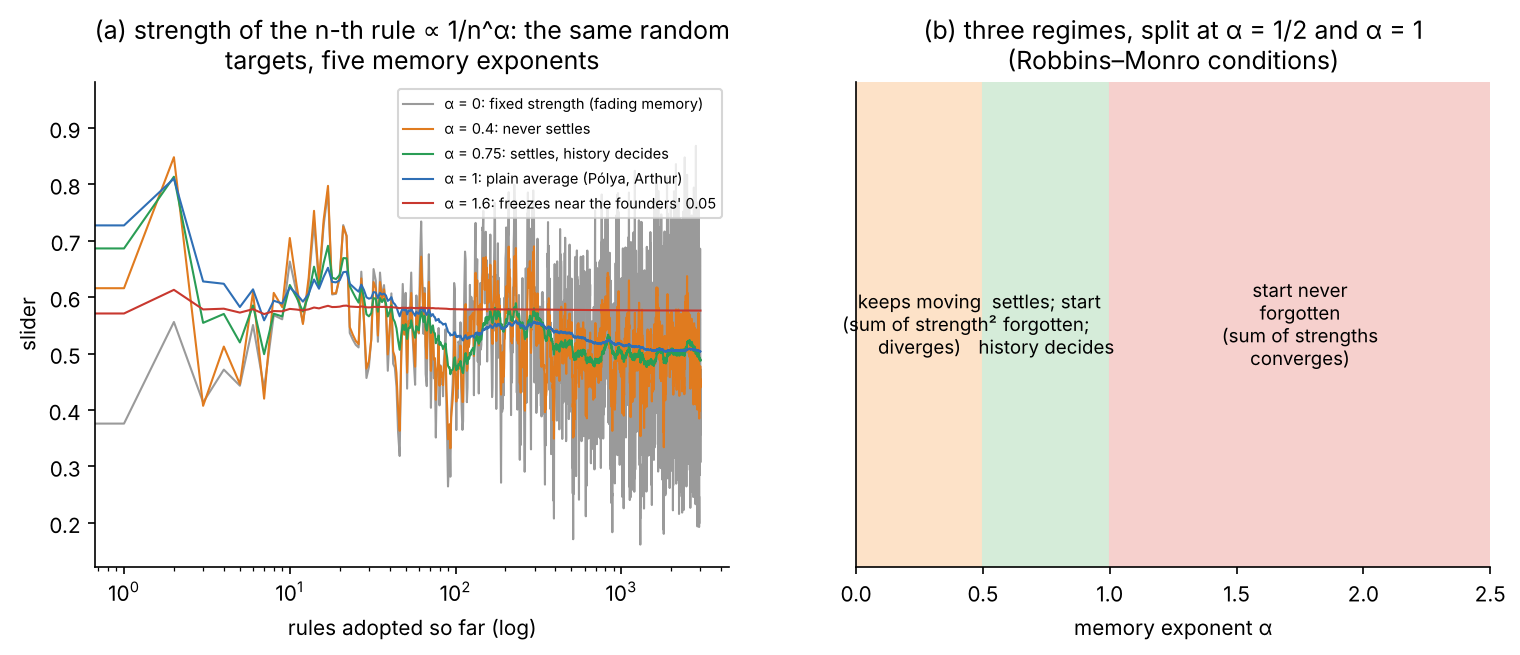 (a) strength of the n-th rule ∝ 1/n^α: the same random
targets, five memory exponents
α = 0: fixed strength (fading memory)
α = 0.4: never settles
α = 0.75: settles, history decides
α = 1: plain average (Pólya, Arthur)
α = 1.6: freezes near the founders' 0.05
slider
0.9
0.8
0.7
0.6
0.5
0.4
0.3
0.2
10⁰
10¹
10²
10³
rules adopted so far (log)
(b) three regimes, split at α = 1/2 and α = 1
(Robbins–Monro conditions)
keeps moving
(sum of strength²
diverges)
settles; start
forgotten;
history decides
start never
forgotten
(sum of strengths
converges)
0.0
0.5
1.0
1.5
2.0
2.5
memory exponent α